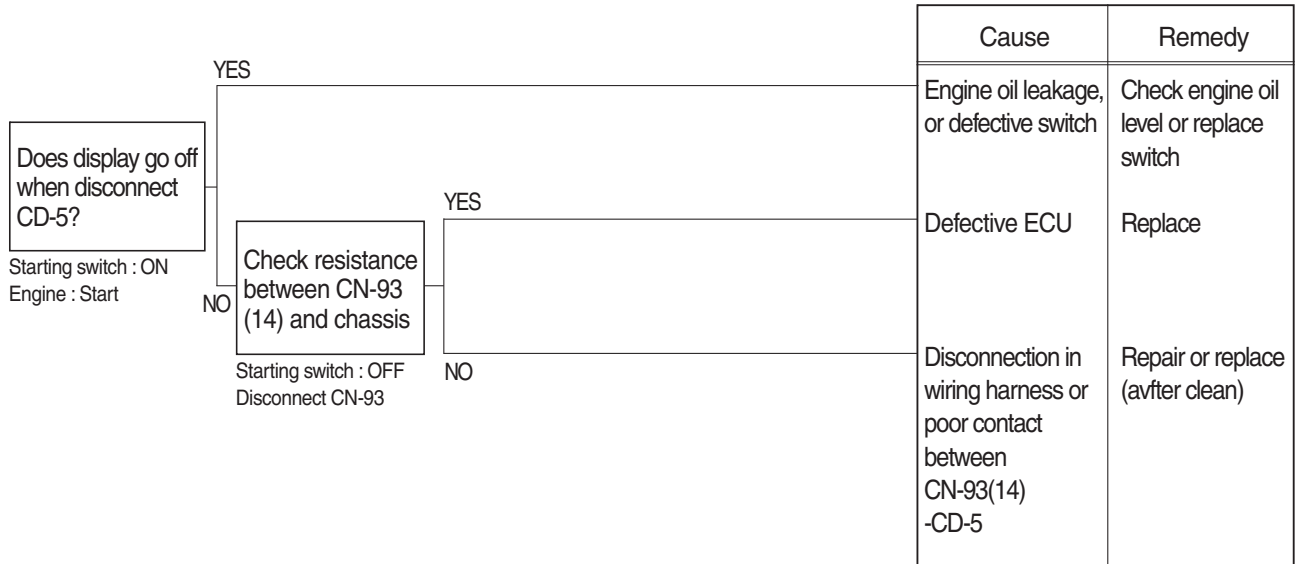 YES
Does display go off
when disconnect
CD-5?
Starting switch : ON
Engine : Start
NO
Check resistance
between CN-93
(14) and chassis
Starting switch : OFF
Disconnect CN-93
YES
NO
Cause
Remedy
Engine oil leakage,
or defective switch
Check engine oil
level or replace
switch
Defective ECU
Replace
Disconnection in
wiring harness or
poor contact
between
CN-93(14)
-CD-5
Repair or replace
(avfter clean)